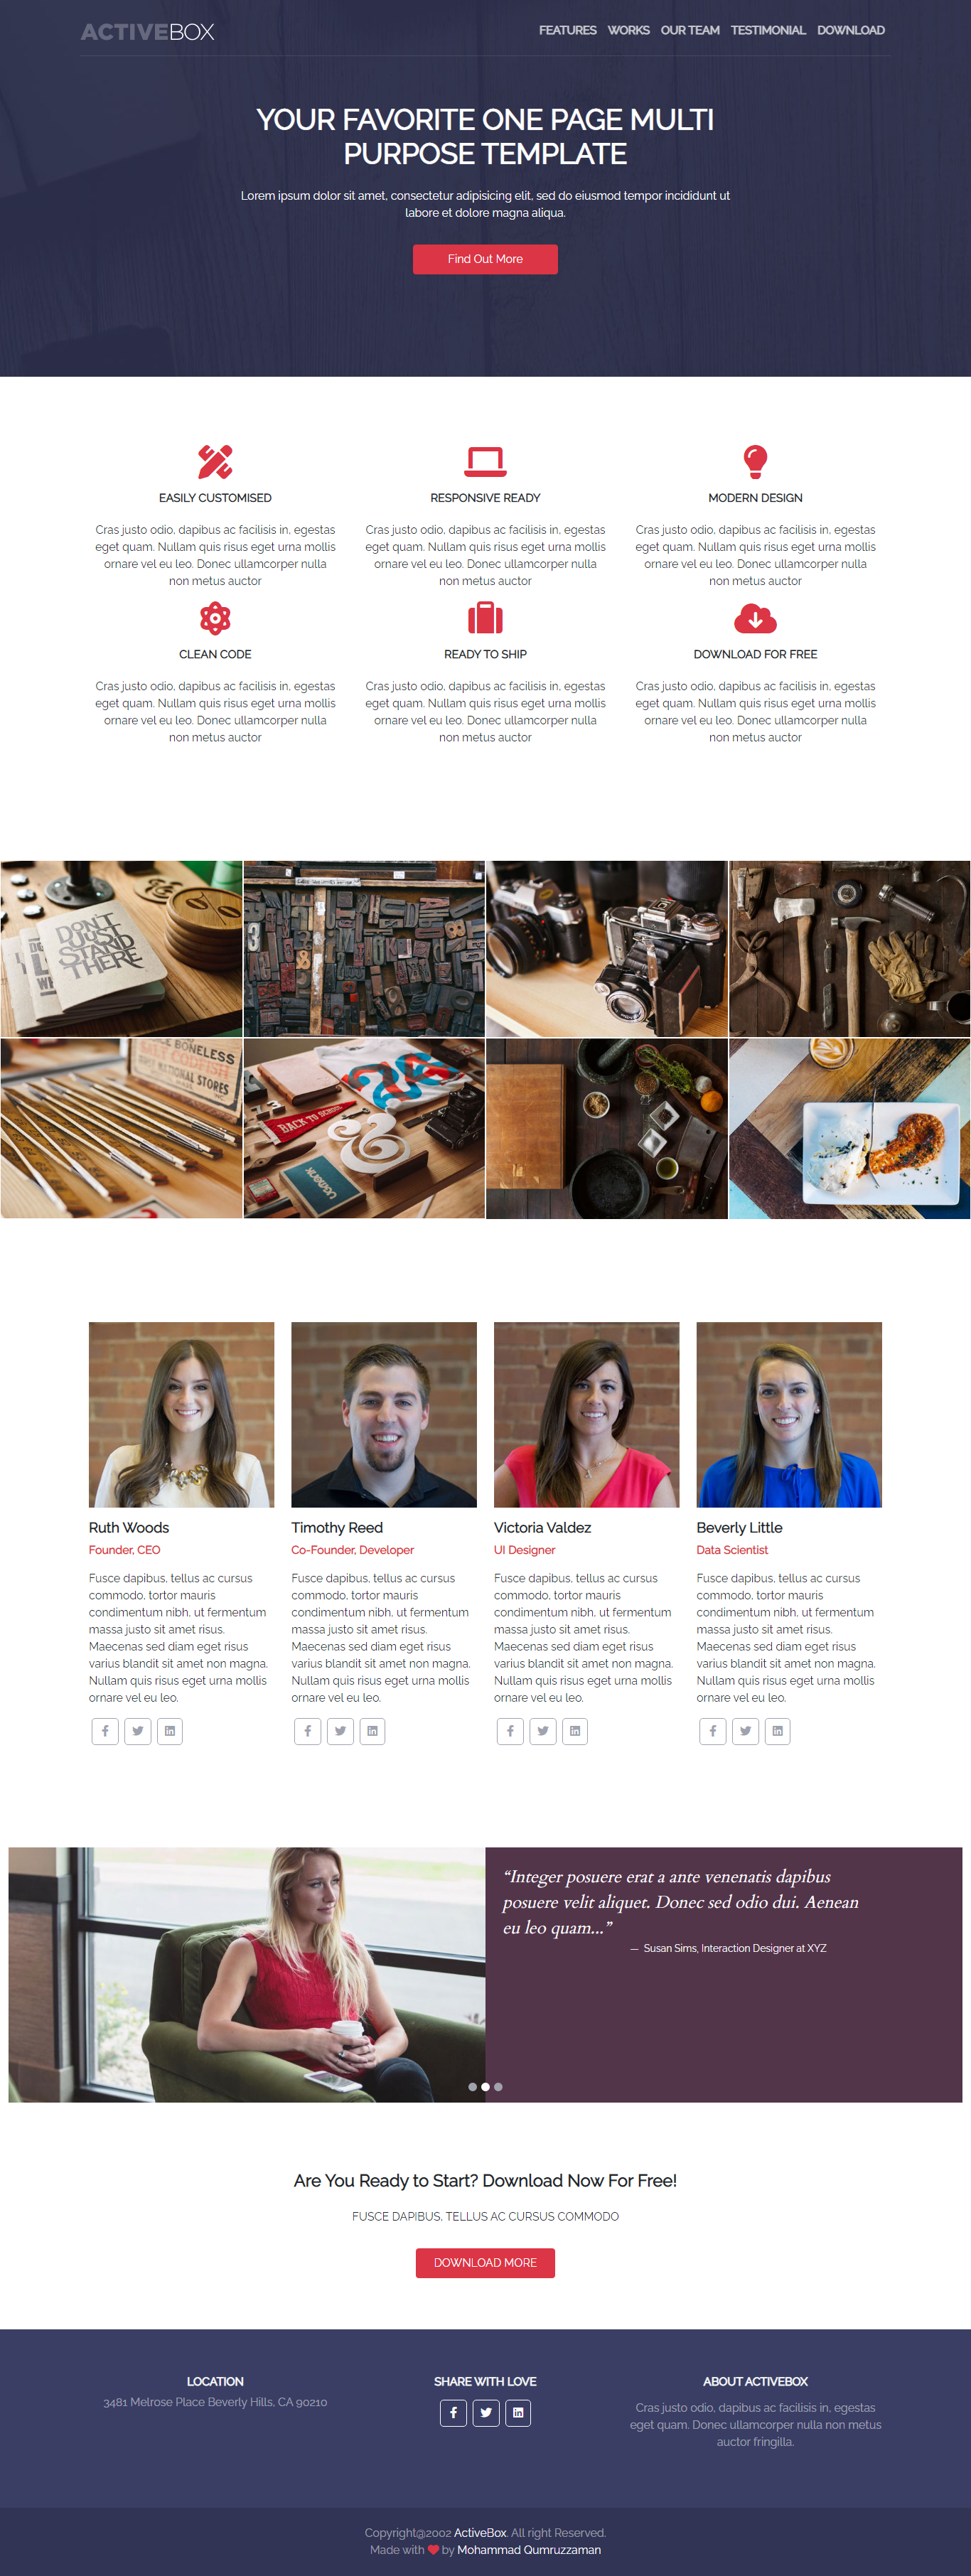 ACTIVEBOX
FEATURES WORKS OUR TEAM TESTIMONIAL DOWNLOAD
YOUR FAVORITE ONE PAGE MULTI
PURPOSE TEMPLATE
Lorem ipsum dolor sit amet, consectetur adipisicing elit, sed do eiusmod tempor incididunt ut
labore et dolore magna aliqua.
Find Out More
EASILY CUSTOMISED
Cras justo odio, dapibus ac facilisis in, egestas
eget quam. Nullam quis risus eget urna mollis
ornare vel eu leo. Donec ullamcorper nulla
non metus auctor
RESPONSIVE READY
Cras justo odio, dapibus ac facilisis in, egestas
eget quam. Nullam quis risus eget urna mollis
ornare vel eu leo. Donec ullamcorper nulla
non metus auctor
MODERN DESIGN
Cras justo odio, dapibus ac facilisis in, egestas
eget quam. Nullam quis risus eget urna mollis
ornare vel eu leo. Donec ullamcorper nulla
non metus auctor
CLEAN CODE
Cras justo odio, dapibus ac facilisis in, egestas
eget quam. Nullam quis risus eget urna mollis
ornare vel eu leo. Donec ullamcorper nulla
non metus auctor
READY TO SHIP
Cras justo odio, dapibus ac facilisis in, egestas
eget quam. Nullam quis risus eget urna mollis
ornare vel eu leo. Donec ullamcorper nulla
non metus auctor
DOWNLOAD FOR FREE
Cras justo odio, dapibus ac facilisis in, egestas
eget quam. Nullam quis risus eget urna mollis
ornare vel eu leo. Donec ullamcorper nulla
non metus auctor
DON'T
JUST
STAND
THERE
BONELESS
NATIONAL STORES
BACK TO SCHOOL
&
Ruth Woods
Founder, CEO
Fusce dapibus, tellus ac cursus
commodo, tortor mauris
condimentum nibh, ut fermentum
massa justo sit amet risus.
Maecenas sed diam eget risus
varius blandit sit amet non magna.
Nullam quis risus eget urna mollis
ornare vel eu leo.
Timothy Reed
Co-Founder, Developer
Fusce dapibus, tellus ac cursus
commodo, tortor mauris
condimentum nibh, ut fermentum
massa justo sit amet risus.
Maecenas sed diam eget risus
varius blandit sit amet non magna.
Nullam quis risus eget urna mollis
ornare vel eu leo.
Victoria Valdez
UI Designer
Fusce dapibus, tellus ac cursus
commodo, tortor mauris
condimentum nibh, ut fermentum
massa justo sit amet risus.
Maecenas sed diam eget risus
varius blandit sit amet non magna.
Nullam quis risus eget urna mollis
ornare vel eu leo.
Beverly Little
Data Scientist
Fusce dapibus, tellus ac cursus
commodo, tortor mauris
condimentum nibh, ut fermentum
massa justo sit amet risus.
Maecenas sed diam eget risus
varius blandit sit amet non magna.
Nullam quis risus eget urna mollis
ornare vel eu leo.
“Integer posuere erat a ante venenatis dapibus
posuere velit aliquet. Donec sed odio dui. Aenean
eu leo quam...”
— Susan Sims, Interaction Designer at XYZ
Are You Ready to Start? Download Now For Free!
FUSCE DAPIBUS, TELLUS AC CURSUS COMMODO
DOWNLOAD MORE
LOCATION
3481 Melrose Place Beverly Hills, CA 90210
SHARE WITH LOVE
ABOUT ACTIVEBOX
Cras justo odio, dapibus ac facilisis in, egestas
eget quam. Donec ullamcorper nulla non metus
auctor fringilla.
Copyright@2002 ActiveBox. All right Reserved.
Made with ❤ by Mohammad Qumruzzaman